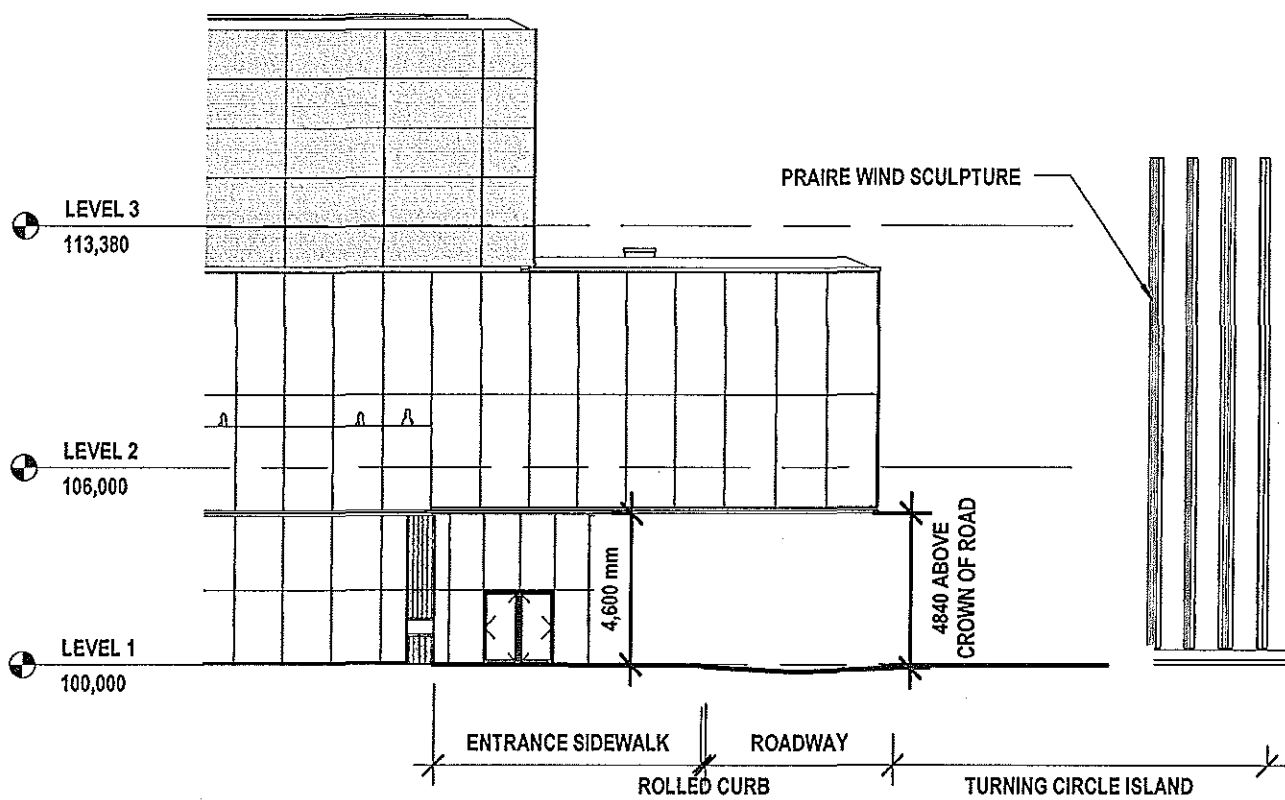 PRAIRE WIND SCULPTURE
LEVEL 3
113,380
LEVEL 2
106,000
4,600 mm
4840 ABOVE
CROWN OF ROAD
LEVEL 1
100,000
ENTRANCE SIDEWALK
ROADWAY
ROLLED CURB
TURNING CIRCLE ISLAND